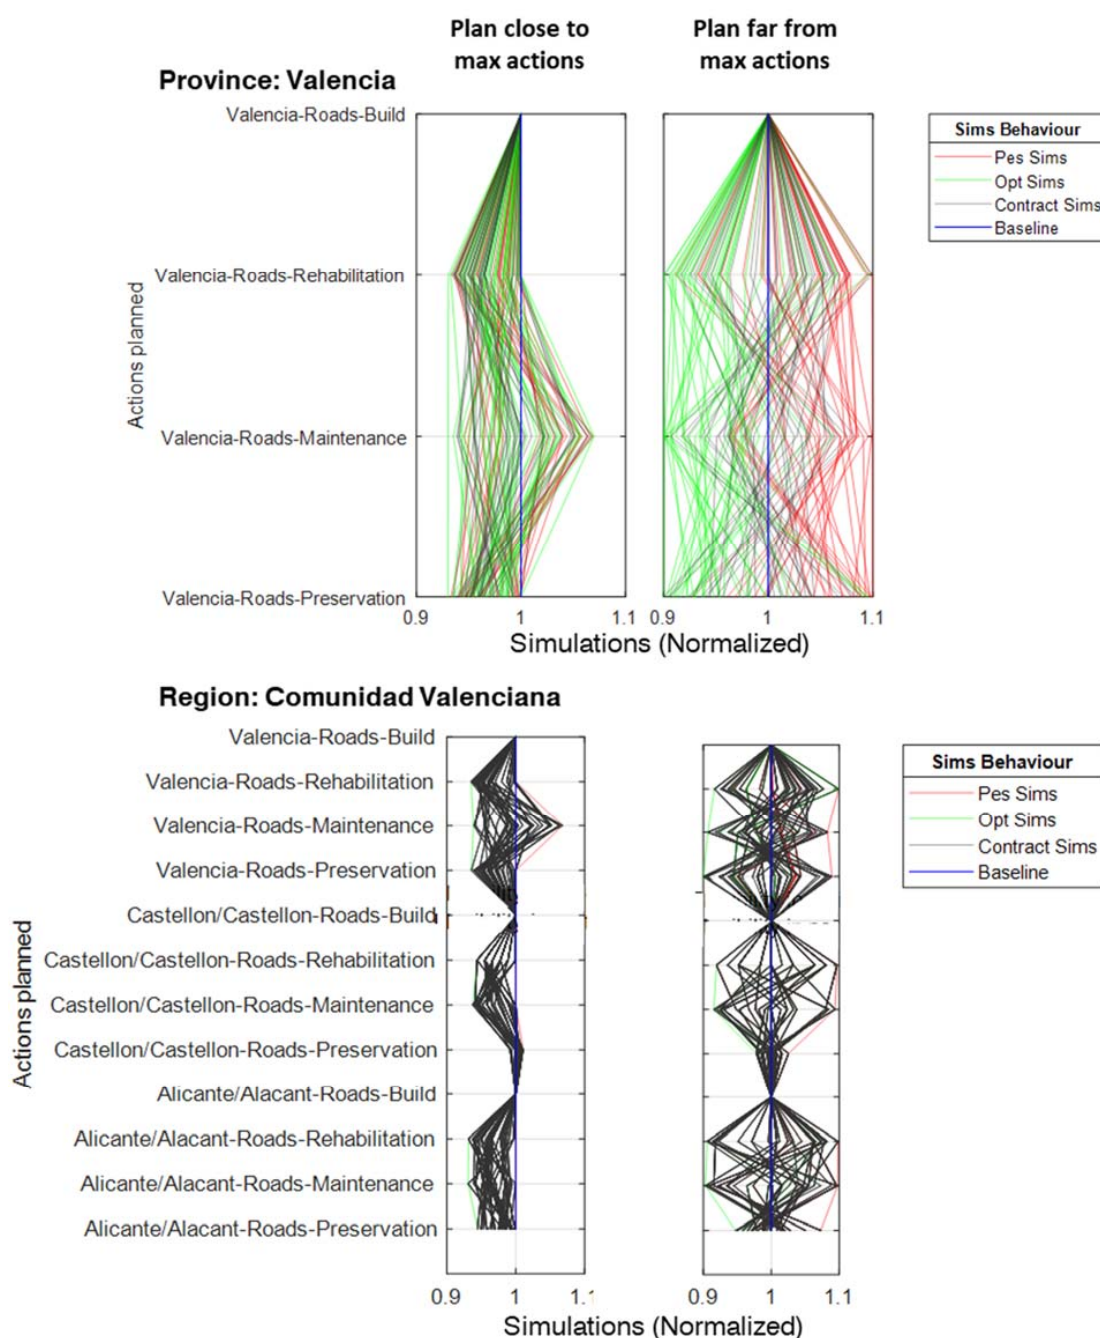 Plan close to
max actions
Plan far from
max actions
Province: Valencia
Valencia-Roads-Build
Valencia-Roads-Rehabilitation
Valencia-Roads-Maintenance
Valencia-Roads-Preservation
Actions planned
0.9 1 1.1
0.9 1 1.1
Simulations (Normalized)
Sims Behaviour
Pes Sims
Opt Sims
Contract Sims
Baseline
Region: Comunidad Valenciana
Valencia-Roads-Build
Valencia-Roads-Rehabilitation
Valencia-Roads-Maintenance
Valencia-Roads-Preservation
Castellon/Castellon-Roads-Build
Castellon/Castellon-Roads-Rehabilitation
Castellon/Castellon-Roads-Maintenance
Castellon/Castellon-Roads-Preservation
Alicante/Alacant-Roads-Build
Alicante/Alacant-Roads-Rehabilitation
Alicante/Alacant-Roads-Maintenance
Alicante/Alacant-Roads-Preservation
Actions planned
0.9 1 1.1
0.9 1 1.1
Simulations (Normalized)
Sims Behaviour
Pes Sims
Opt Sims
Contract Sims
Baseline